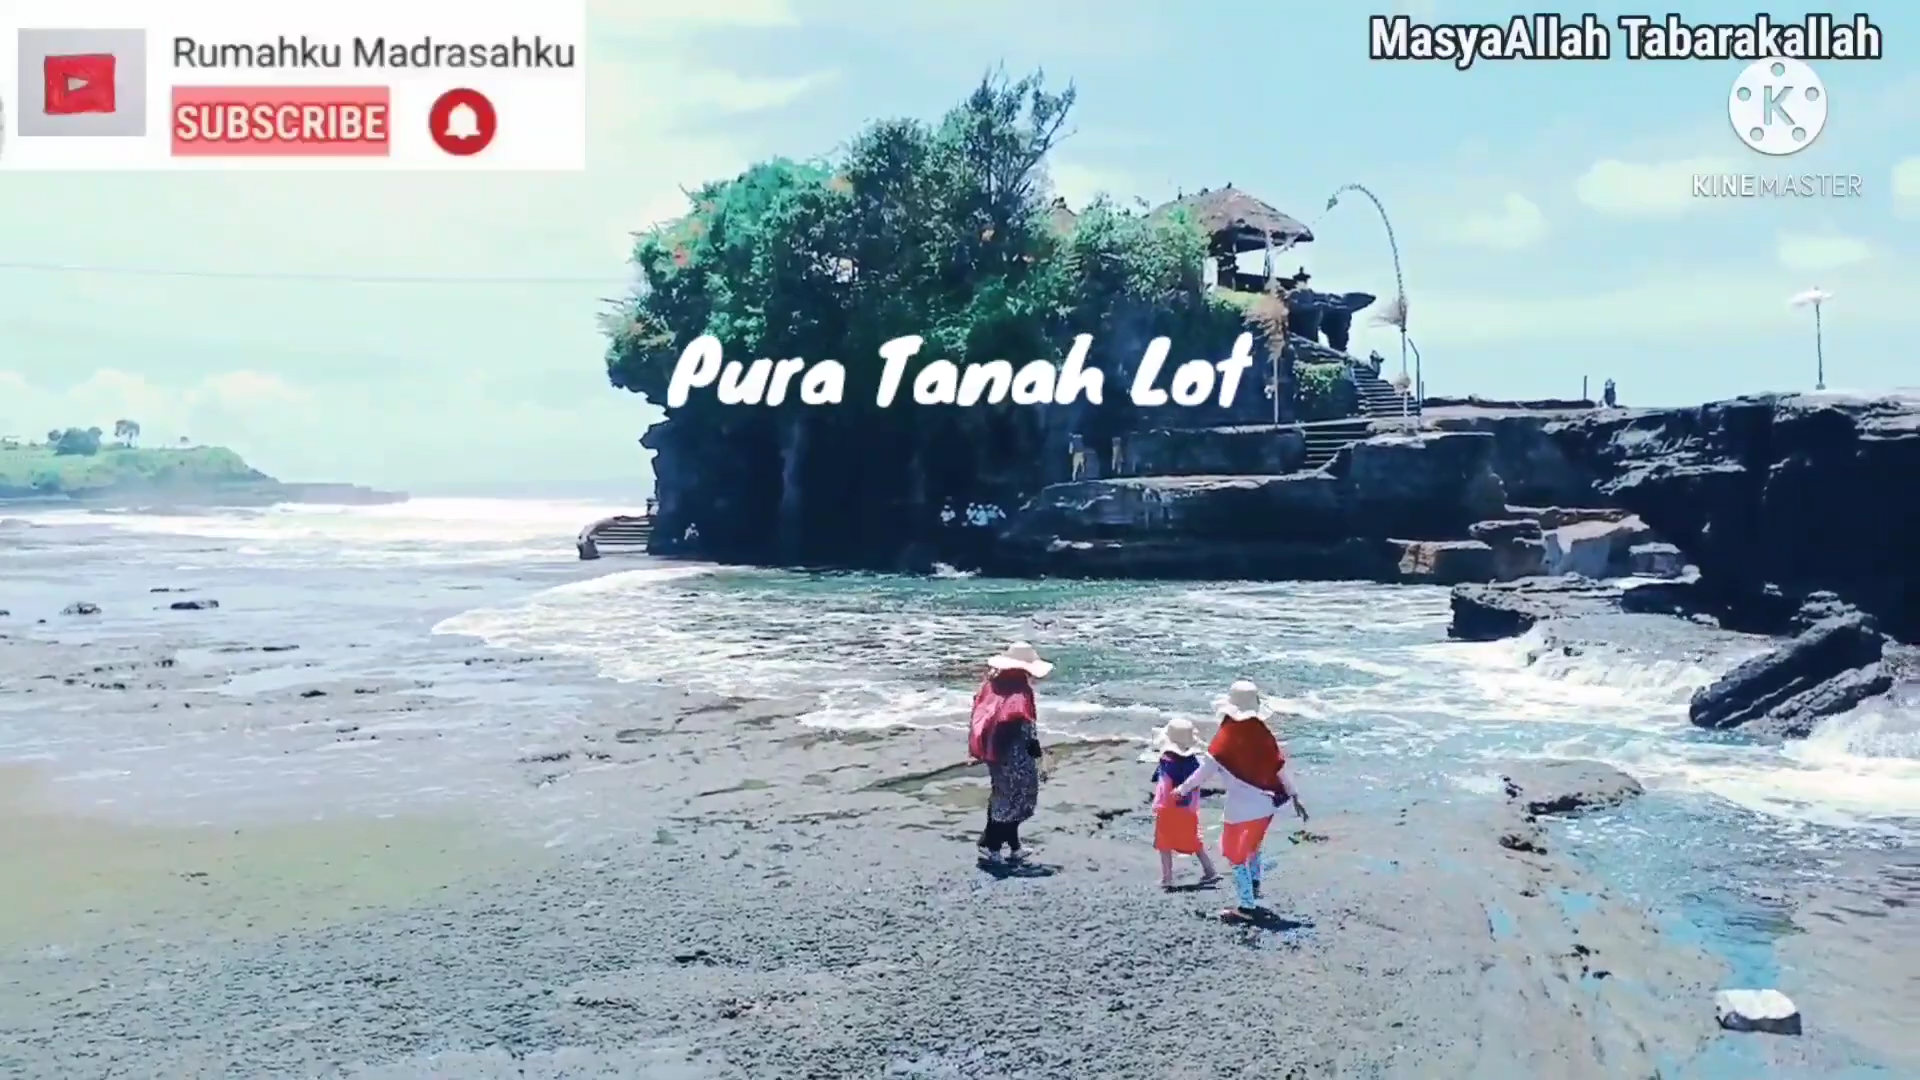 Rumahku Madrasahku
SUBSCRIBE
MasyaAllah Tabarakallah
K
KINEMASTER
Pura Tanah Lot